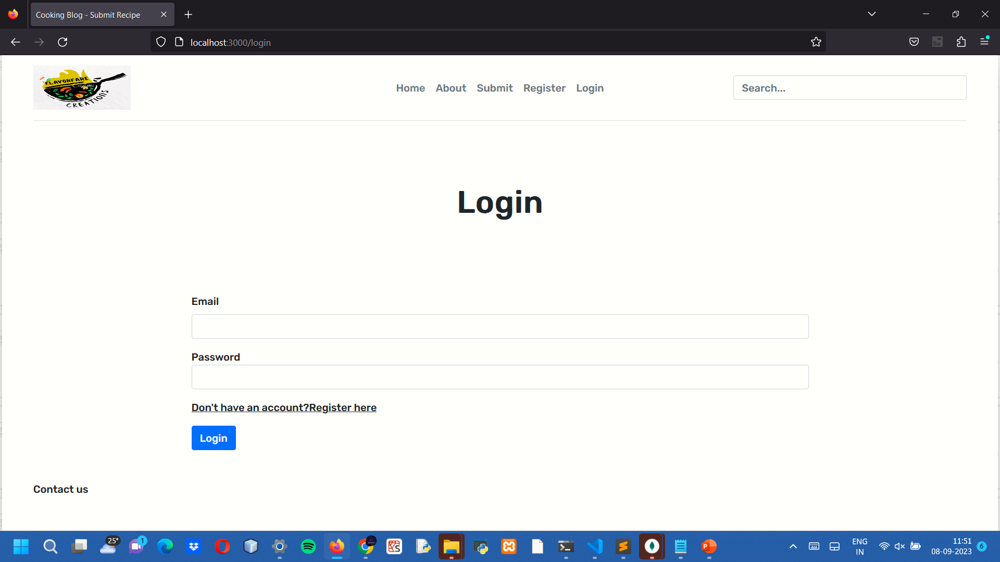 Cooking Blog - Submit Recipe
localhost:3000/login
Se
FLAVORFARE
CREATIONS
Home About Submit Register Login
Search...
Login
Email
Password
Don't have an account?Register here
Login
Contact us
25°
1
ENG
IN
11:51
08-09-2023
6